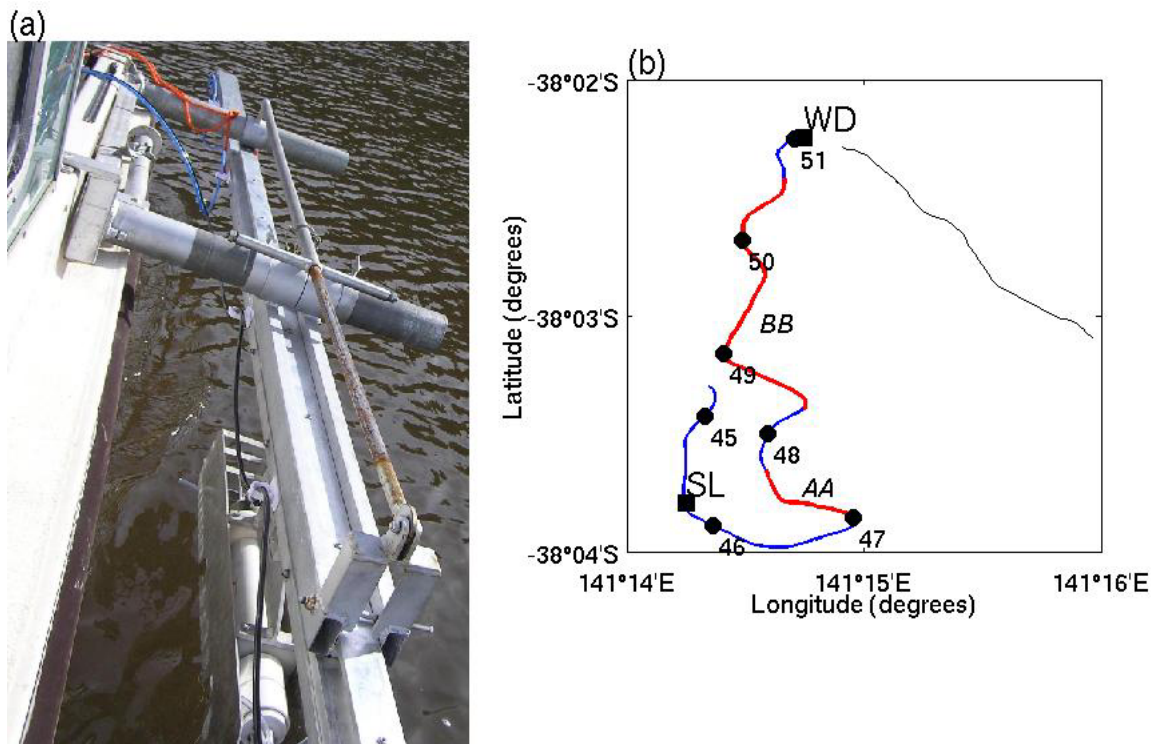 (a)
(b)
-38°02'S
WD
51
50
-38°03'S
BB
49
45
48
SL
AA
46
47
-38°04'S
141°14'E
141°15'E
141°16'E
Longitude (degrees)
Latitude (degrees)